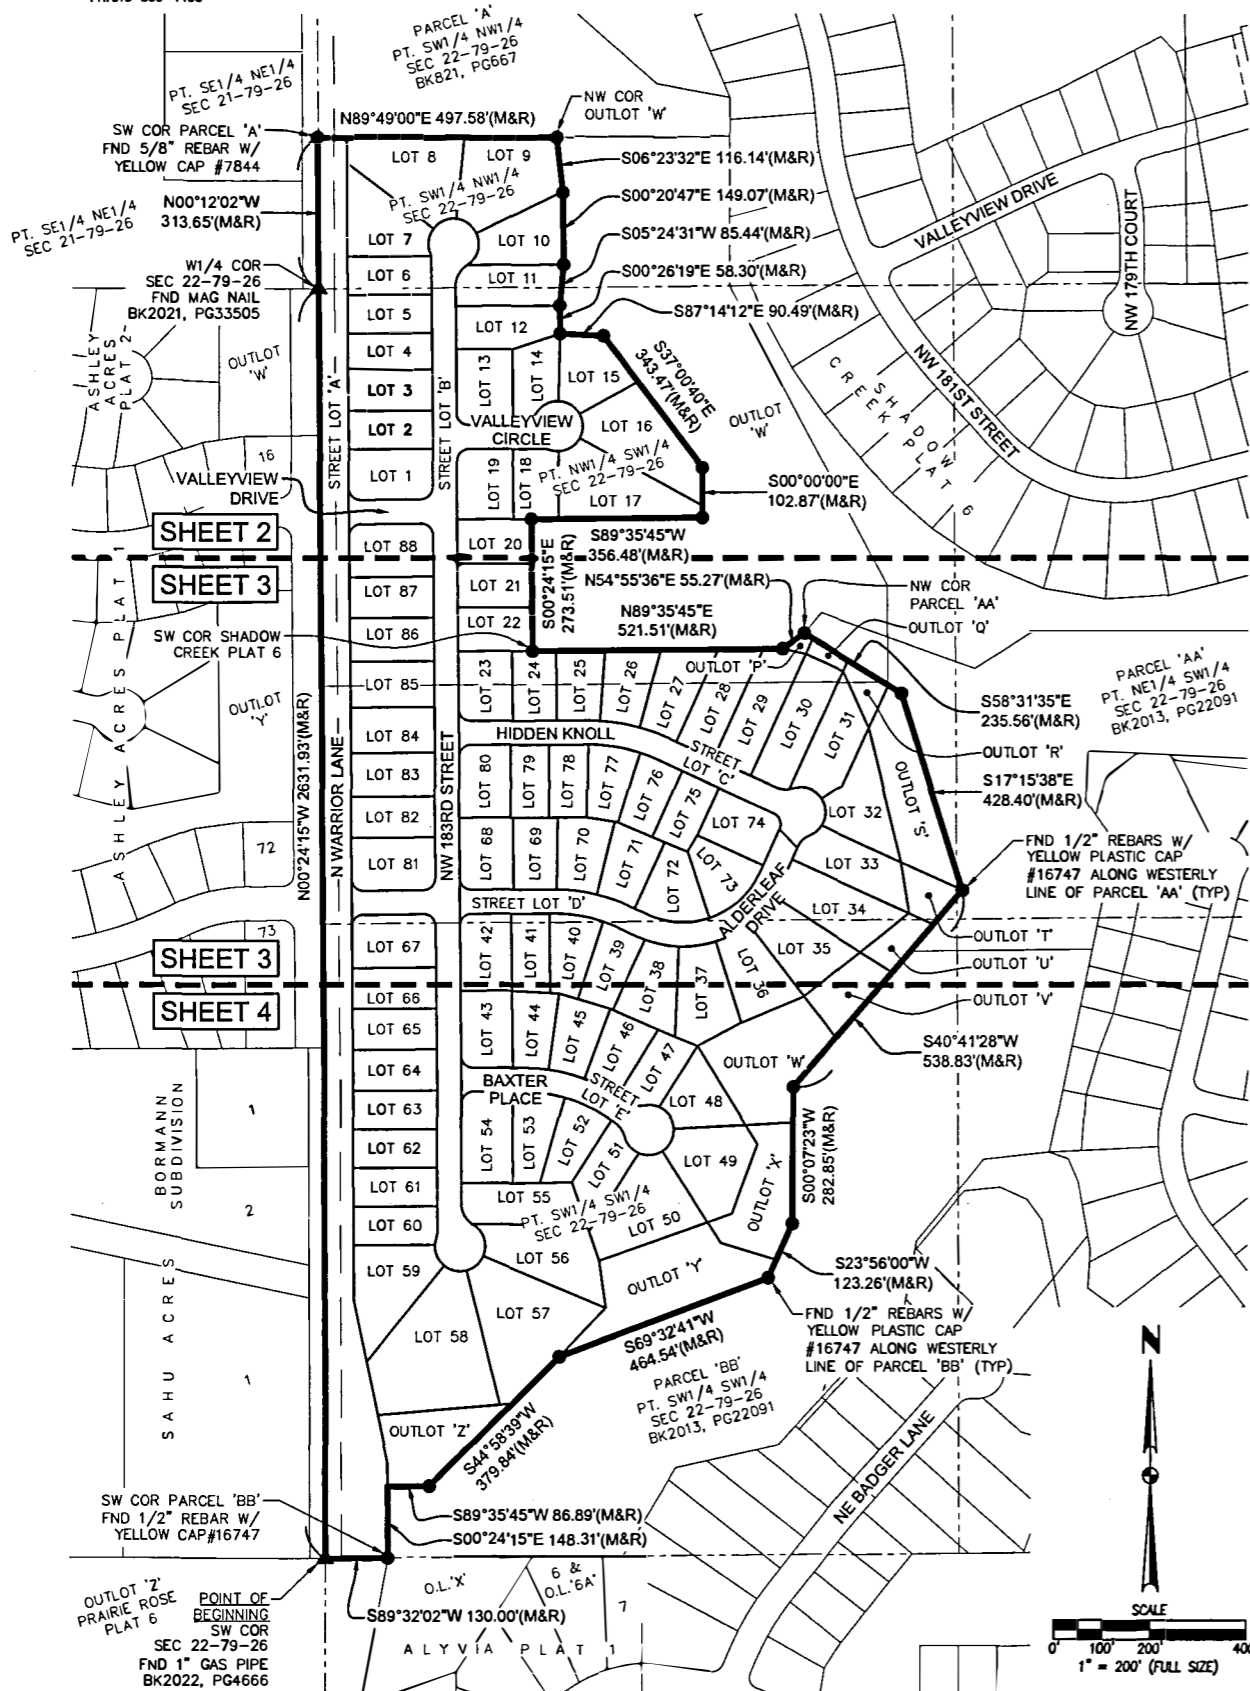 PARCEL 'A'
PT. SW1/4 NW1/4
SEC 22-79-26
BK821, PG667
PT. SE1/4 NE1/4
SEC 21-79-26
NW COR
OUTLOT 'W'
N89°49'00"E 497.58'(M&R)
SW COR PARCEL 'A'
FND 5/8" REBAR W/
YELLOW CAP #7844
LOT 8
LOT 9
S06°23'32"E 116.14'(M&R)
PT. SW1/4 NW1/4
SEC 22-79-26
N00°12'02"W
313.65'(M&R)
PT. SE1/4 NE1/4
SEC 21-79-26
S00°20'47"E 149.07'(M&R)
LOT 7
LOT 10
S05°24'31"W 85.44'(M&R)
VALLEYVIEW DRIVE
NW 179TH COURT
W1/4 COR
SEC 22-79-26
FND MAG NAIL
BK2021, PG33505
LOT 6
LOT 11
S00°26'19"E 58.30'(M&R)
LOT 5
S87°14'12"E 90.49'(M&R)
LOT 12
ASHLEY
ACRES
PLAT 2
OUTLOT
'W'
LOT 4
LOT 13
LOT 14
LOT 15
S37°00'40"E
343.47'(M&R)
NW 181ST STREET
SHADOW
CREEK PLAT 6
LOT 3
STREET LOT 'A'
STREET LOT 'B'
LOT 2
VALLEYVIEW
CIRCLE
LOT 16
OUTLOT
'W'
16
VALLEYVIEW
DRIVE
LOT 1
LOT 19
LOT 18
PT. NW1/4 SW1/4
SEC 22-79-26
LOT 17
S00°00'00"E
102.87'(M&R)
SHEET 2
LOT 88
LOT 20
S89°35'45"W
356.48'(M&R)
SHEET 3
LOT 87
LOT 21
S00°24'15"E
273.51'(M&R)
N54°55'36"E 55.27'(M&R)
NW COR
PARCEL 'AA'
N89°35'45"E
521.51'(M&R)
OUTLOT 'Q'
SW COR SHADOW
CREEK PLAT 6
LOT 86
LOT 22
OUTLOT 'P'
PARCEL 'AA'
PT. NE1/4 SW1/4
SEC 22-79-26
BK2013, PG22091
ASHLEY ACRES PLAT 1
OUTLOT
'Y'
LOT 85
LOT 23
LOT 24
LOT 25
LOT 26
LOT 27
LOT 28
LOT 29
LOT 30
LOT 31
S58°31'35"E
235.56'(M&R)
LOT 84
HIDDEN KNOLL
STREET
LOT 'C'
OUTLOT 'R'
N00°24'15"W 2631.93'(M&R)
N WARRIOR LANE
NW 183RD STREET
LOT 83
LOT 80
LOT 79
LOT 78
LOT 77
LOT 76
LOT 75
LOT 74
LOT 32
OUTLOT 'S'
S17°15'38"E
428.40'(M&R)
LOT 82
LOT 81
LOT 68
LOT 69
LOT 70
LOT 71
LOT 72
LOT 73
LOT 33
FND 1/2" REBARS W/
YELLOW PLASTIC CAP
#16747 ALONG WESTERLY
LINE OF PARCEL 'AA' (TYP)
72
STREET LOT 'D'
ALDERLEAF
DRIVE
LOT 34
OUTLOT 'T'
73
LOT 67
LOT 42
LOT 41
LOT 40
LOT 39
LOT 38
LOT 37
LOT 36
LOT 35
OUTLOT 'U'
SHEET 3
SHEET 4
LOT 66
LOT 65
LOT 43
LOT 44
LOT 45
LOT 46
LOT 47
OUTLOT 'V'
LOT 64
S40°41'28"W
538.83'(M&R)
OUTLOT 'W'
BAXTER
PLACE
STREET
LOT 'E'
BORMANN
SUBDIVISION
1
LOT 63
LOT 48
LOT 62
LOT 54
LOT 53
LOT 52
LOT 51
LOT 49
OUTLOT 'X'
S00°07'23"W
282.85'(M&R)
LOT 61
LOT 55
2
LOT 60
PT. SW1/4 SW1/4
SEC 22-79-26
LOT 50
LOT 59
LOT 56
OUTLOT 'Y'
S23°56'00"W
123.26'(M&R)
SAHU ACRES
1
LOT 57
LOT 58
FND 1/2" REBARS W/
YELLOW PLASTIC CAP
#16747 ALONG WESTERLY
LINE OF PARCEL 'BB' (TYP)
S69°32'41"W
464.54'(M&R)
PARCEL 'BB'
PT. SW1/4 SW1/4
SEC 22-79-26
BK2013, PG22091
N
OUTLOT 'Z'
S44°58'39"W
379.84'(M&R)
NE BADGER LANE
SW COR PARCEL 'BB'
FND 1/2" REBAR W/
YELLOW CAP#16747
S89°35'45"W 86.89'(M&R)
S00°24'15"E 148.31'(M&R)
OUTLOT 'Z'
PRAIRIE ROSE
PLAT 6
O.L.'X'
6 &
O.L.'6A'
7
POINT OF
BEGINNING
SW COR
SEC 22-79-26
FND 1" GAS PIPE
BK2022, PG4666
S89°32'02"W 130.00'(M&R)
ALYVIA PLAT 1
SCALE
0' 100' 200' 400
1" = 200' (FULL SIZE)